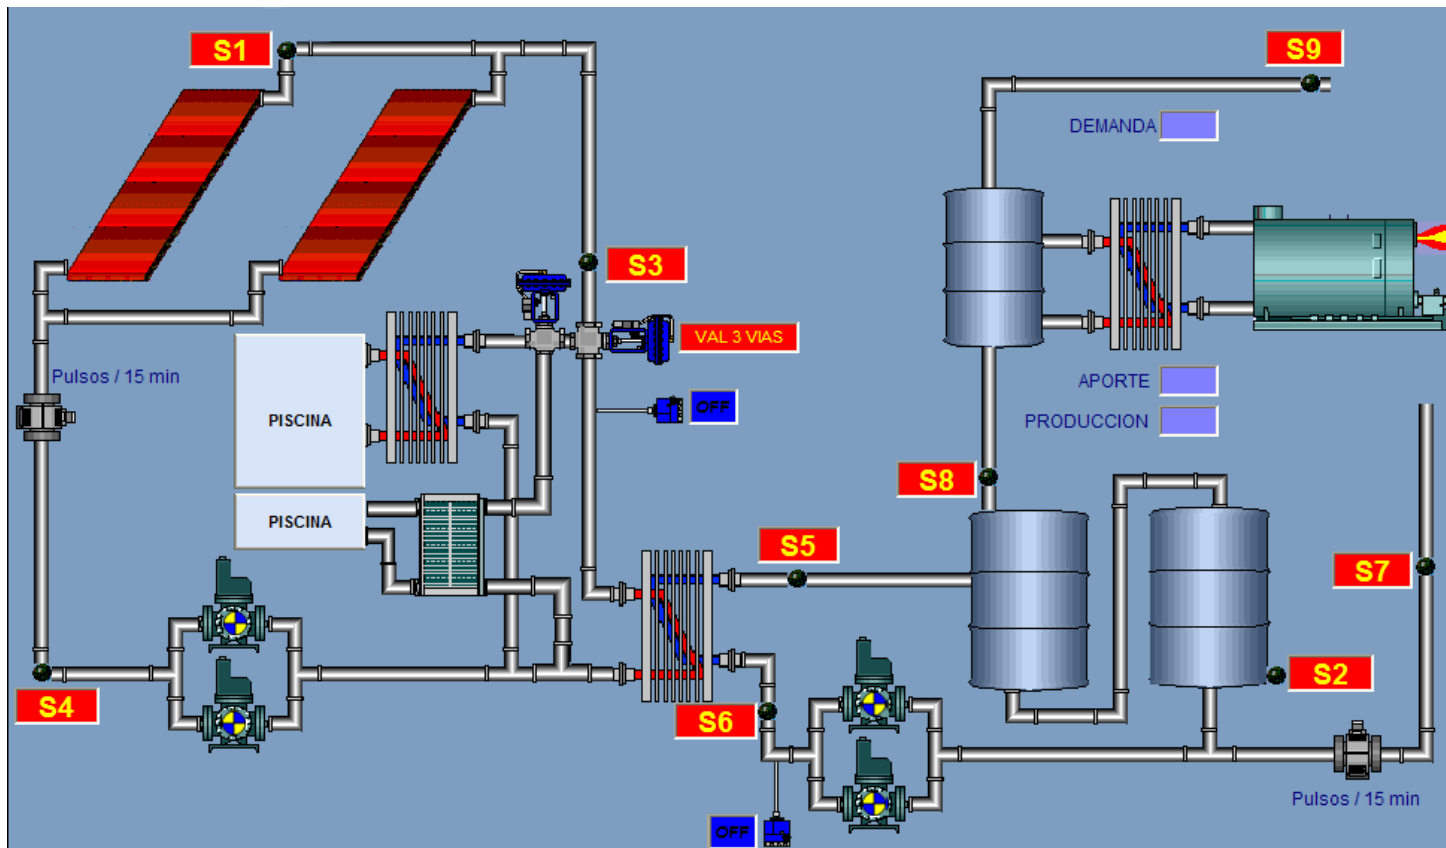 S1
S9
DEMANDA
S3
VAL 3 VIAS
Pulsos / 15 min
PISCINA
OFF
APORTE
PRODUCCION
S8
PISCINA
S5
S7
S4
S2
S6
Pulsos / 15 min
OFF